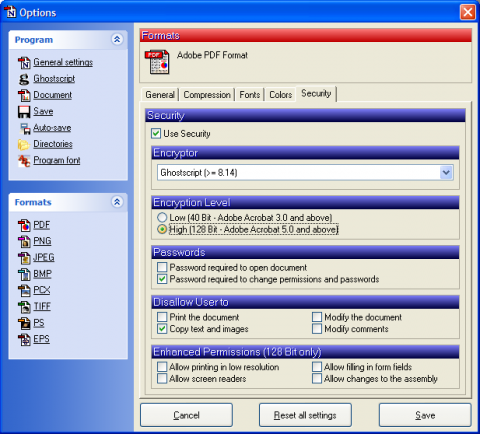 Options
Program
General settings
Ghostscript
Document
Save
Auto-save
Directories
Program font
Formats
PDF
PNG
JPEG
BMP
PCX
TIFF
PS
EPS
Formats
PDF
Adobe PDF Format
General Compression Fonts Colors Security
Security
Use Security
Encryptor
Ghostscript (>= 8.14)
Encryption Level
Low (40 Bit - Adobe Acrobat 3.0 and above)
High (128 Bit - Adobe Acrobat 5.0 and above)
Passwords
Password required to open document
Password required to change permissions and passwords
Disallow User to
Print the document Modify the document
Copy text and images Modify comments
Enhanced Permissions (128 Bit only)
Allow printing in low resolution Allow filling in form fields
Allow screen readers Allow changes to the assembly
Cancel Reset all settings Save